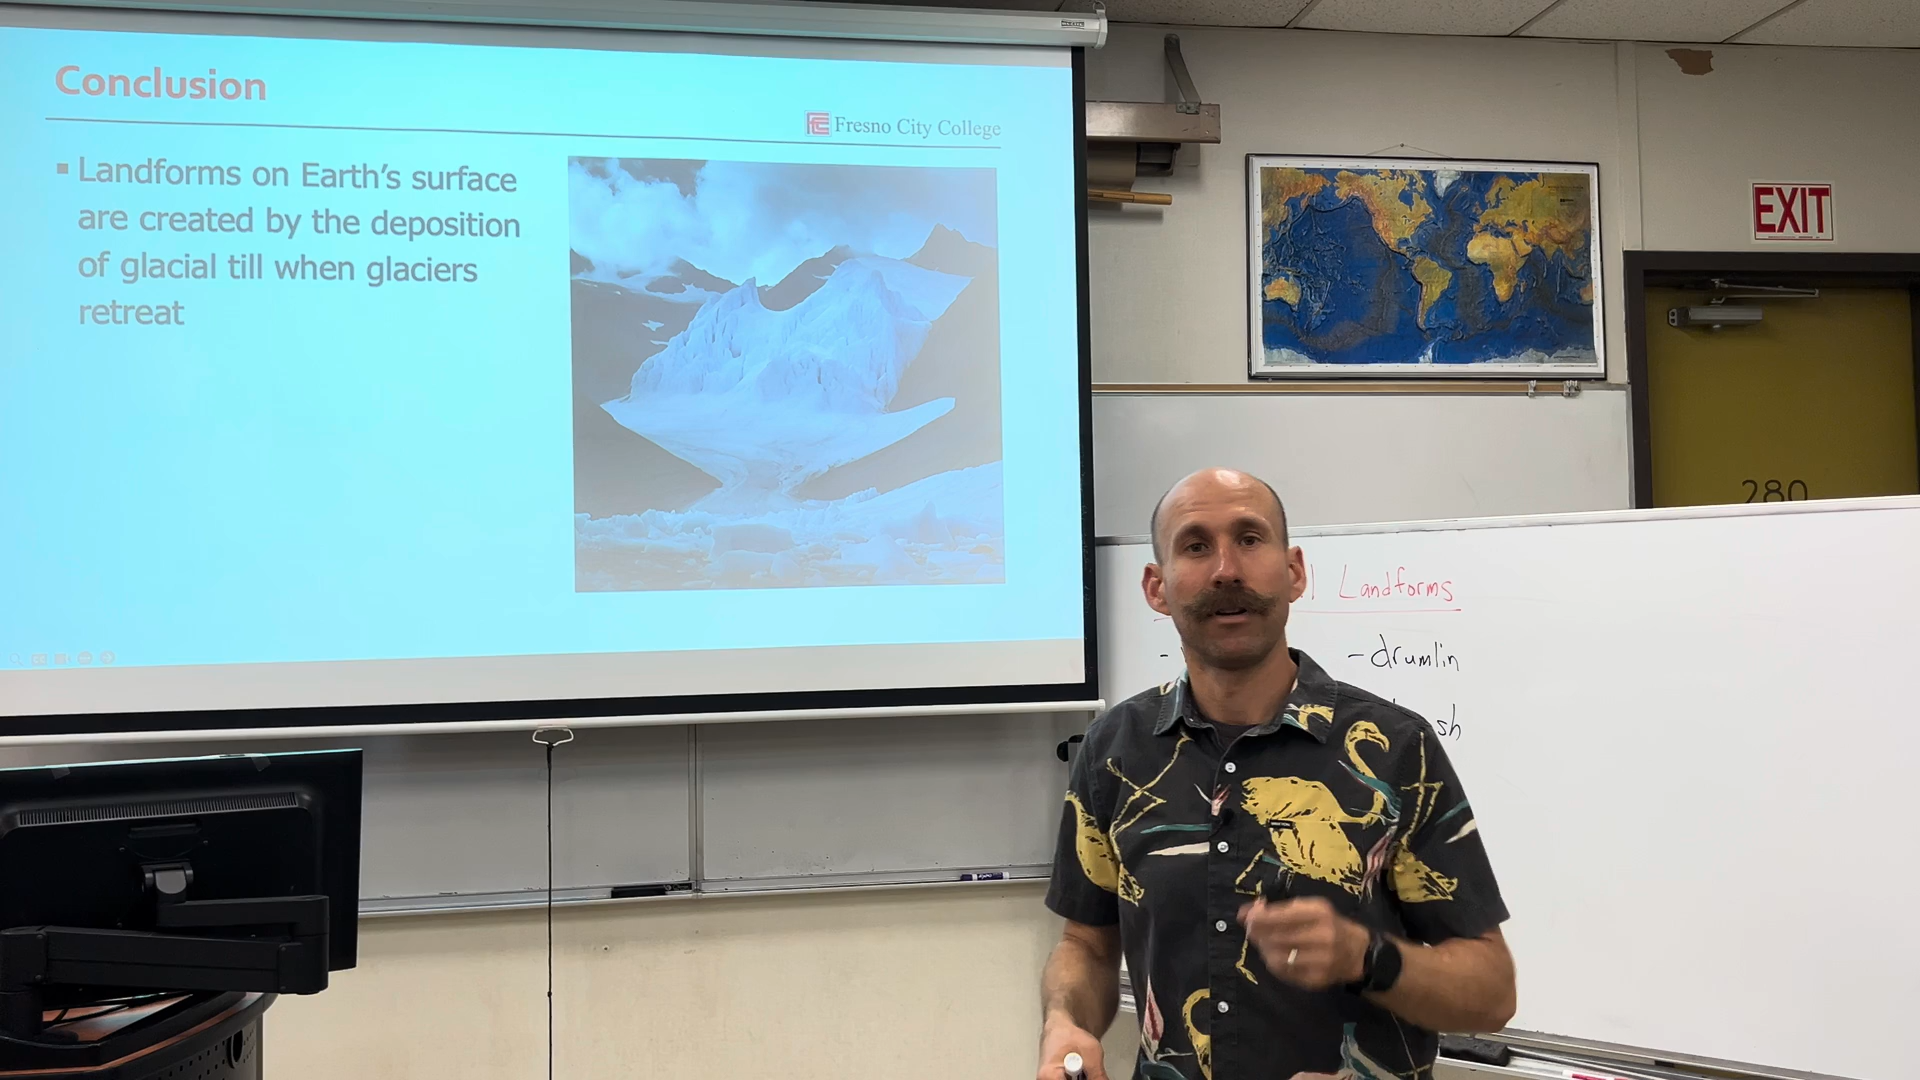 Conclusion
Fresno City College
▪ Landforms on Earth's surface
are created by the deposition
of glacial till when glaciers
retreat
EXIT
280
Landforms
- drumlin